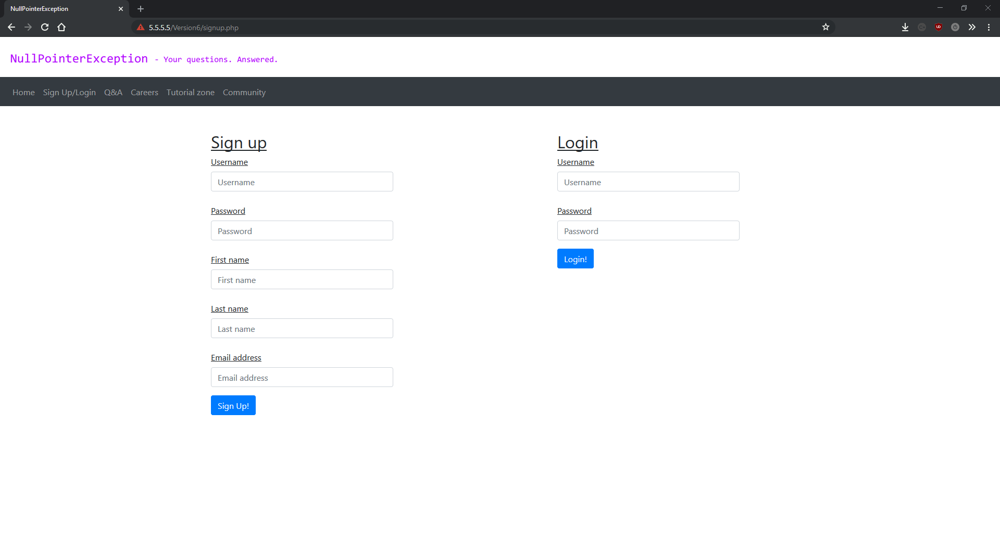 NullPointerException
5.5.5.5/Version6/signup.php
NullPointerException - Your questions. Answered.
Home Sign Up/Login Q&A Careers Tutorial zone Community
Sign up
Username
Username
Password
Password
First name
First name
Last name
Last name
Email address
Email address
Sign Up!
Login
Username
Username
Password
Password
Login!